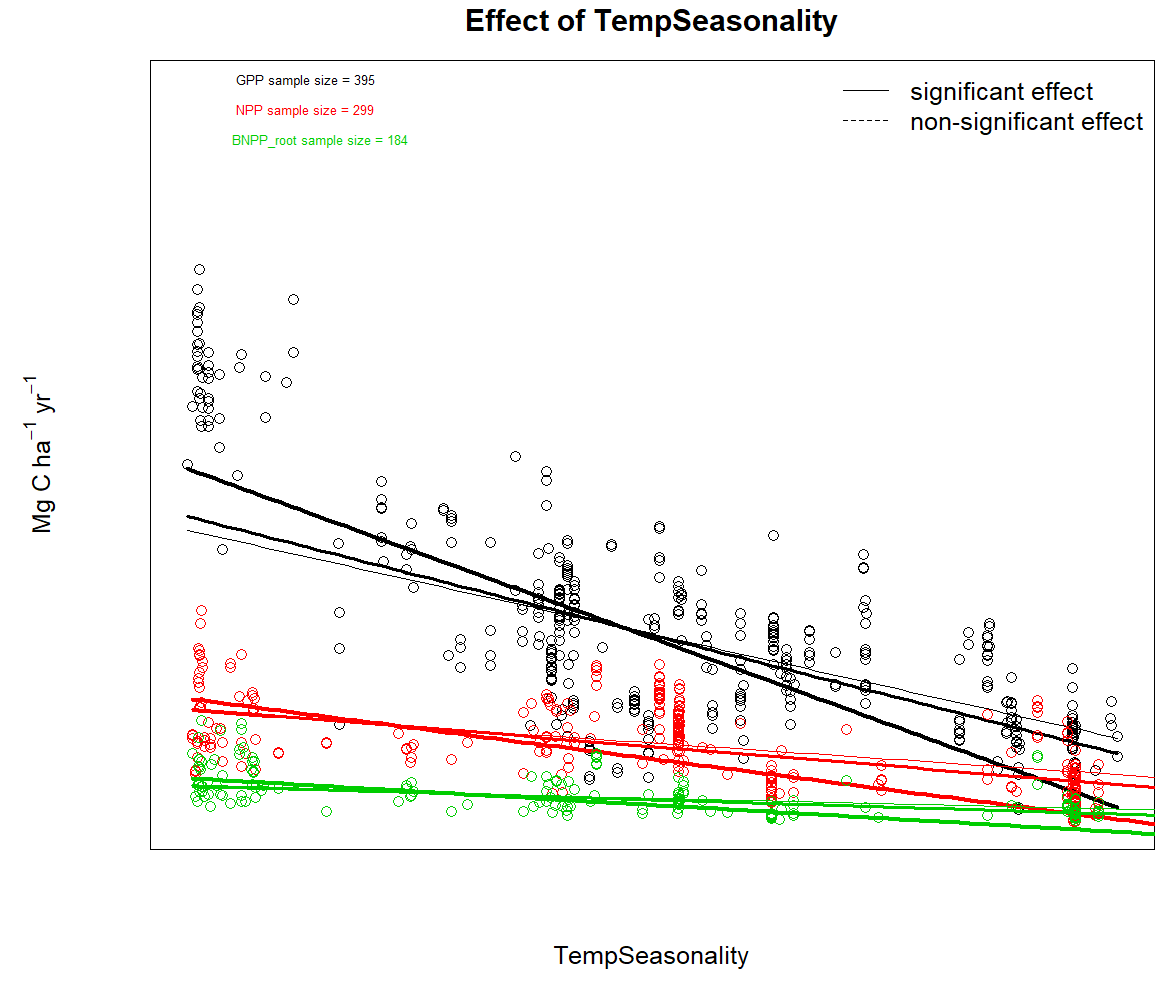 Effect of TempSeasonality
GPP sample size = 395
NPP sample size = 299
BNPP_root sample size = 184
significant effect
non-significant effect
Mg C ha⁻¹ yr⁻¹
TempSeasonality